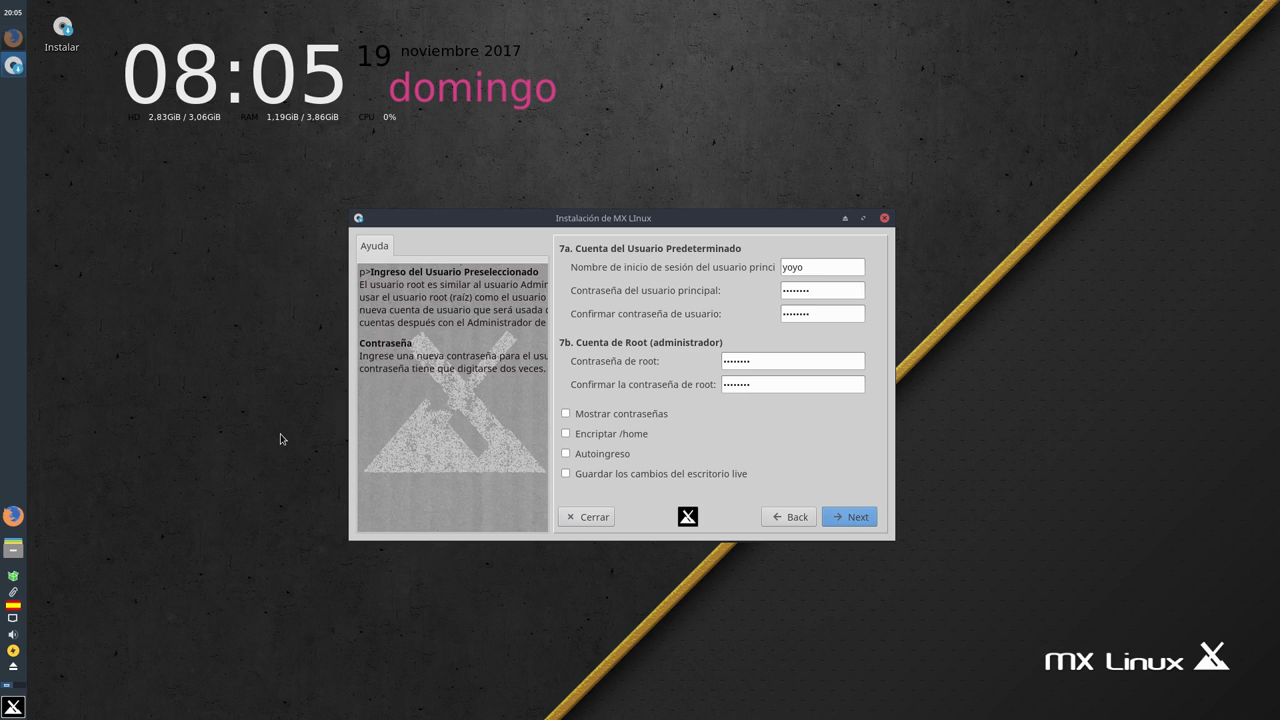 20:05
Instalar
08:05
19 noviembre 2017
domingo
HD 2,83GiB / 3,06GiB RAM 1,19GiB / 3,86GiB CPU 0%
Instalación de MX LInux
Ayuda
p>Ingreso del Usuario Preseleccionado
El usuario root es similar al usuario Admir
usar el usuario root (raíz) como el usuario
nueva cuenta de usuario que será usada c
cuentas después con el Administrador de
Contraseña
Ingrese una nueva contraseña para el usu
contraseña tiene que digitarse dos veces.
7a. Cuenta del Usuario Predeterminado
Nombre de inicio de sesión del usuario princi yoyo
Contraseña del usuario principal: ••••••••
Confirmar contraseña de usuario: ••••••••
7b. Cuenta de Root (administrador)
Contraseña de root: ••••••••
Confirmar la contraseña de root: ••••••••
Mostrar contraseñas
Encriptar /home
Autoingreso
Guardar los cambios del escritorio live
Cerrar Back Next
MX Linux